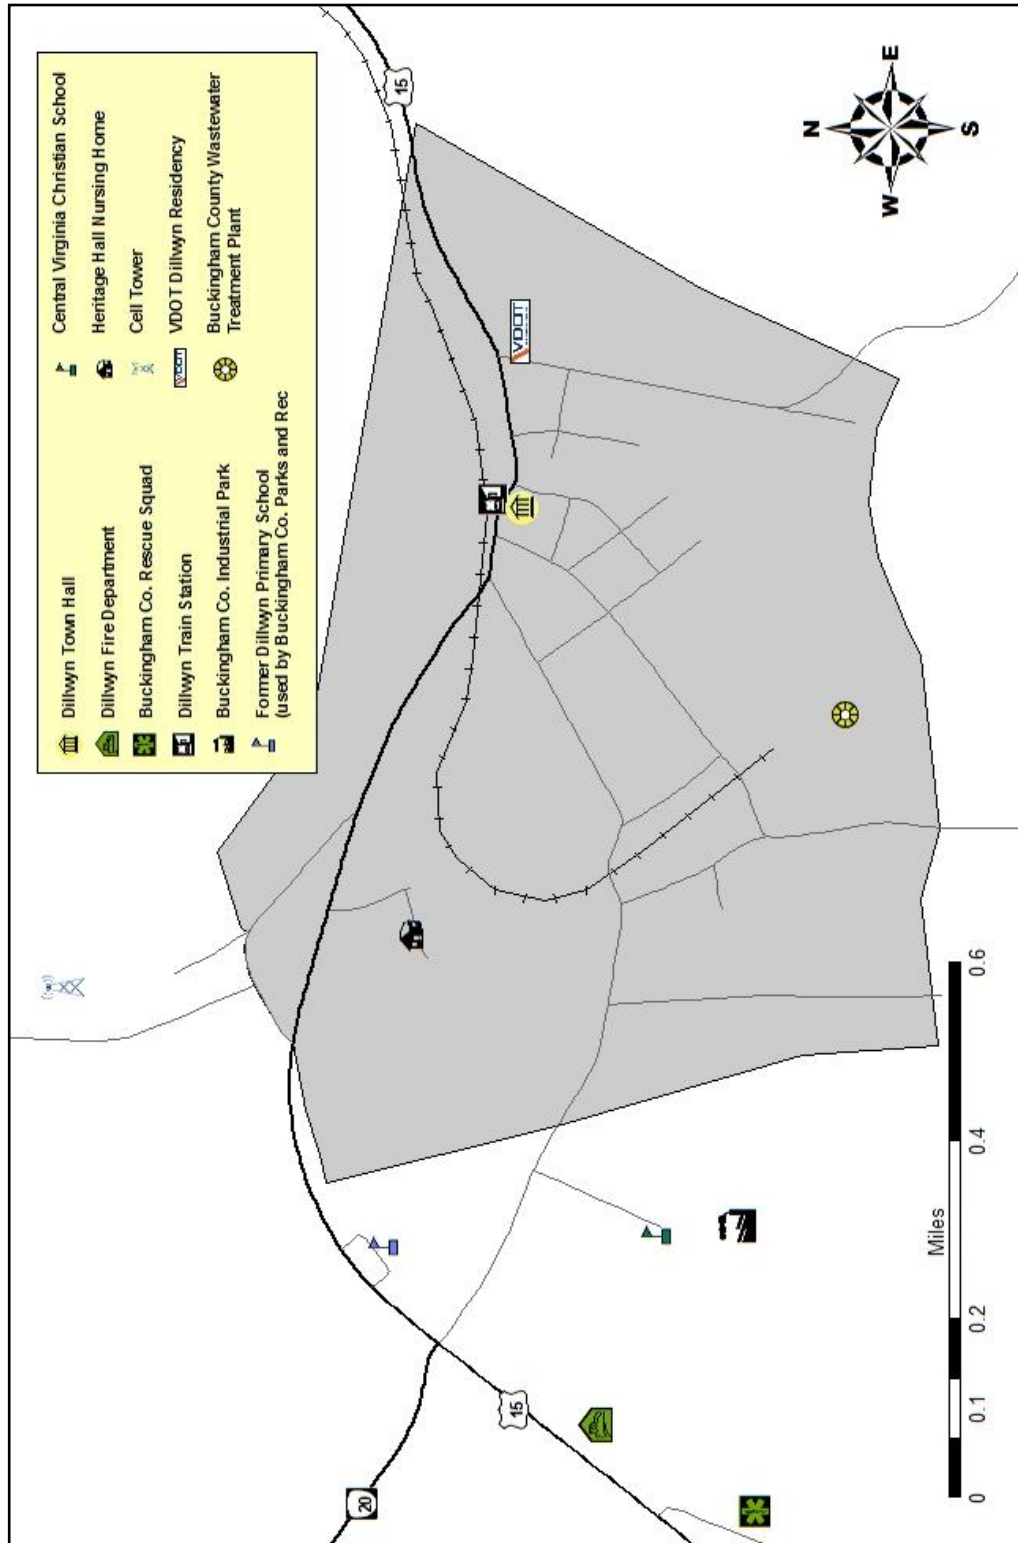 Dillwyn Town Hall
Dillwyn Fire Department
Buckingham Co. Rescue Squad
Dillwyn Train Station
Buckingham Co. Industrial Park
Former Dillwyn Primary School
(used by Buckingham Co. Parks and Rec
Central Virginia Christian School
Heritage Hall Nursing Home
Cell Tower
VDOT
VDOT Dillwyn Residency
Buckingham County Wastewater
Treatment Plant
15
VDOT
20
15
N
W
E
S
Miles
0
0.1
0.2
0.4
0.6